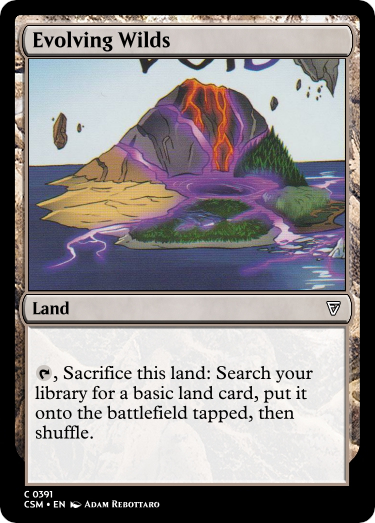 Evolving Wilds
Land
, Sacrifice this land: Search your
library for a basic land card, put it
onto the battlefield tapped, then
shuffle.
C 0391
CSM • EN ADAM REBOTTARO